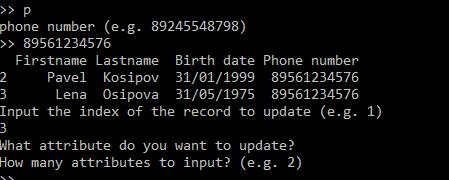 >> p
phone number (e.g. 89245548798)
>> 89561234576
Firstname Lastname Birth date Phone number
2 Pavel Kosipov 31/01/1999 89561234576
3 Lena Osipova 31/05/1975 89561234576
Input the index of the record to update (e.g. 1)
3
What attribute do you want to update?
How many attributes to input? (e.g. 2)
>>